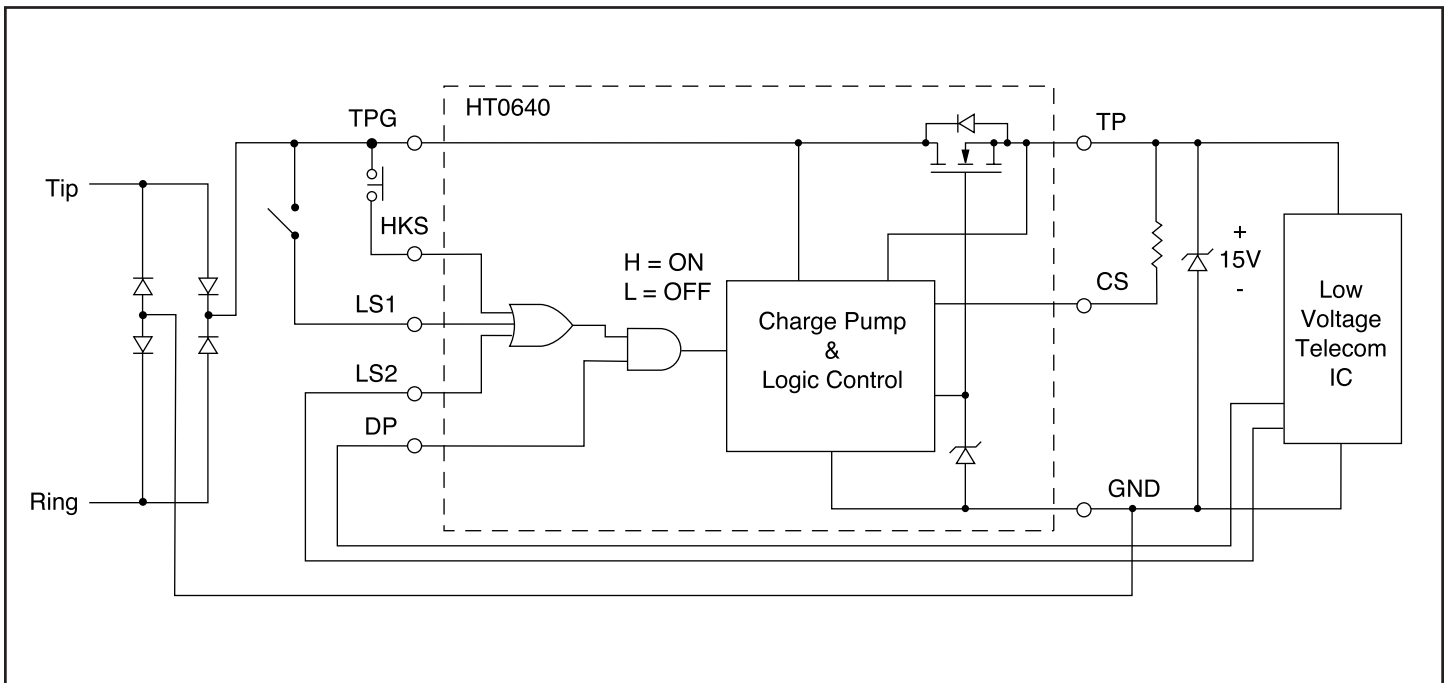 HT0640
TPG
TP
Tip
HKS
H = ON
L = OFF
+
15V
-
CS
LS1
Charge Pump
&
Logic Control
Low
Voltage
Telecom
IC
LS2
DP
Ring
GND